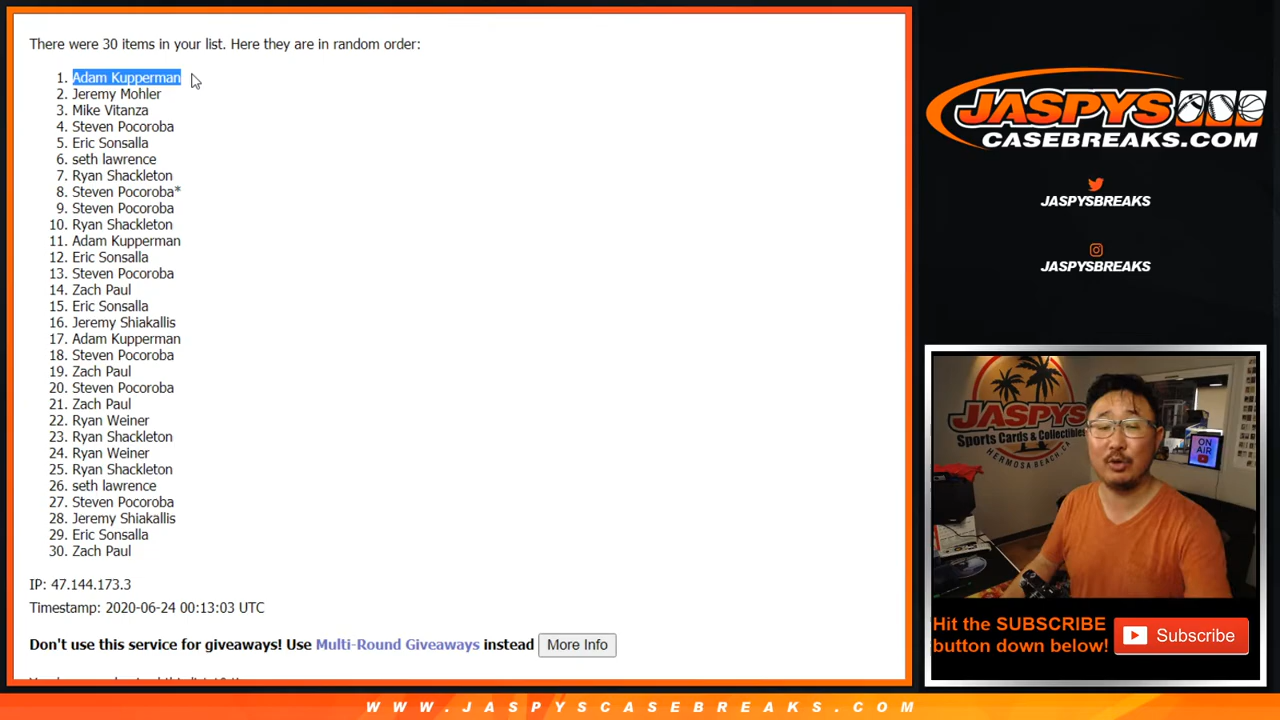 There were 30 items in your list. Here they are in random order:
1. Adam Kupperman
2. Jeremy Mohler
3. Mike Vitanza
4. Steven Pocoroba
5. Eric Sonsalla
6. seth lawrence
7. Ryan Shackleton
8. Steven Pocoroba*
9. Steven Pocoroba
10. Ryan Shackleton
11. Adam Kupperman
12. Eric Sonsalla
13. Steven Pocoroba
14. Zach Paul
15. Eric Sonsalla
16. Jeremy Shiakallis
17. Adam Kupperman
18. Steven Pocoroba
19. Zach Paul
20. Steven Pocoroba
21. Zach Paul
22. Ryan Weiner
23. Ryan Shackleton
24. Ryan Weiner
25. Ryan Shackleton
26. seth lawrence
27. Steven Pocoroba
28. Jeremy Shiakallis
29. Eric Sonsalla
30. Zach Paul
IP: 47.144.173.3
Timestamp: 2020-06-24 00:13:03 UTC
Don't use this service for giveaways! Use Multi-Round Giveaways instead More Info
JASPYS
CASEBREAKS.COM
JASPYSBREAKS
JASPYSBREAKS
JASPYS
Sports Cards & Collectibles
HERMOSA BEACH, CA
ON
AIR
Hit the SUBSCRIBE
button down below!
Subscribe
WWW.JASPYSCASEBREAKS.COM